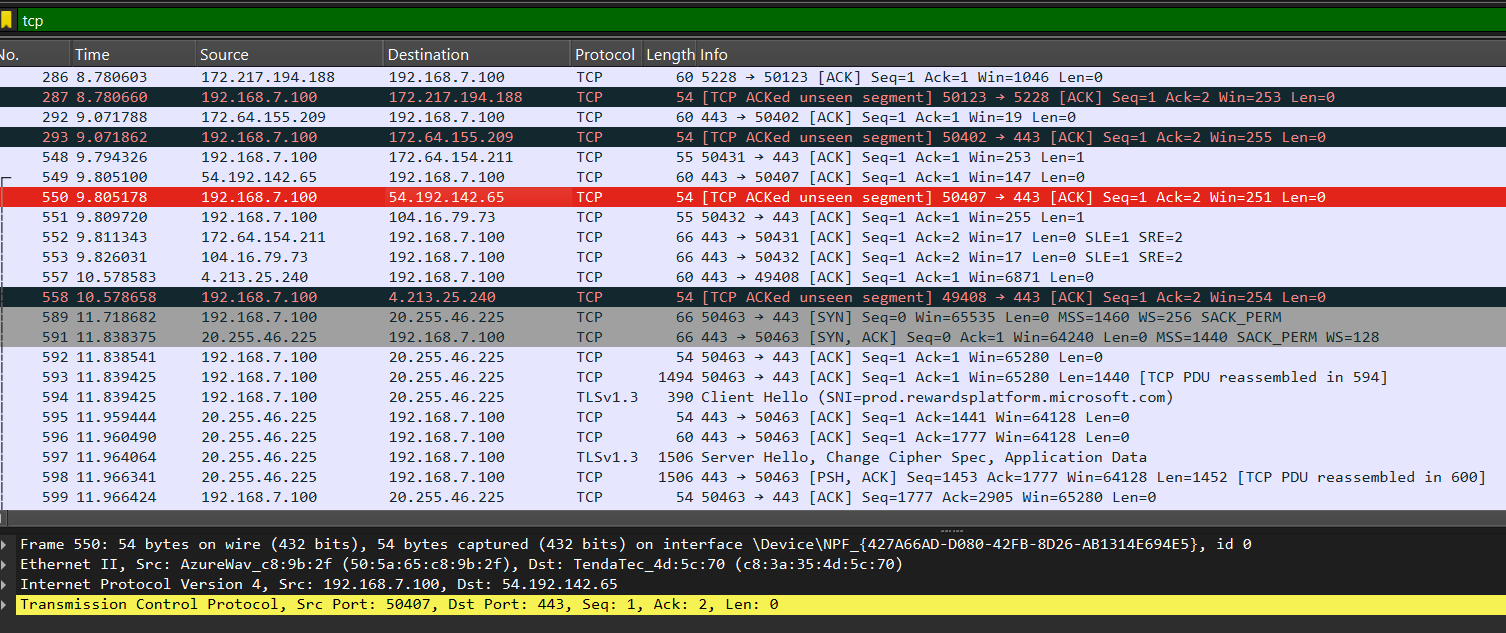 tcp
No. Time Source Destination Protocol Length Info
286 8.780603 172.217.194.188 192.168.7.100 TCP 60 5228 → 50123 [ACK] Seq=1 Ack=1 Win=1046 Len=0
287 8.780660 192.168.7.100 172.217.194.188 TCP 54 [TCP ACKed unseen segment] 50123 → 5228 [ACK] Seq=1 Ack=2 Win=253 Len=0
292 9.071788 172.64.155.209 192.168.7.100 TCP 60 443 → 50402 [ACK] Seq=1 Ack=1 Win=19 Len=0
293 9.071862 192.168.7.100 172.64.155.209 TCP 54 [TCP ACKed unseen segment] 50402 → 443 [ACK] Seq=1 Ack=2 Win=255 Len=0
548 9.794326 192.168.7.100 172.64.154.211 TCP 55 50431 → 443 [ACK] Seq=1 Ack=1 Win=253 Len=1
549 9.805100 54.192.142.65 192.168.7.100 TCP 60 443 → 50407 [ACK] Seq=1 Ack=1 Win=147 Len=0
550 9.805178 192.168.7.100 54.192.142.65 TCP 54 [TCP ACKed unseen segment] 50407 → 443 [ACK] Seq=1 Ack=2 Win=251 Len=0
551 9.809720 192.168.7.100 104.16.79.73 TCP 55 50432 → 443 [ACK] Seq=1 Ack=1 Win=255 Len=1
552 9.811343 172.64.154.211 192.168.7.100 TCP 66 443 → 50431 [ACK] Seq=1 Ack=2 Win=17 Len=0 SLE=1 SRE=2
553 9.826031 104.16.79.73 192.168.7.100 TCP 66 443 → 50432 [ACK] Seq=1 Ack=2 Win=17 Len=0 SLE=1 SRE=2
557 10.578583 4.213.25.240 192.168.7.100 TCP 60 443 → 49408 [ACK] Seq=1 Ack=1 Win=6871 Len=0
558 10.578658 192.168.7.100 4.213.25.240 TCP 54 [TCP ACKed unseen segment] 49408 → 443 [ACK] Seq=1 Ack=2 Win=254 Len=0
589 11.718682 192.168.7.100 20.255.46.225 TCP 66 50463 → 443 [SYN] Seq=0 Win=65535 Len=0 MSS=1460 WS=256 SACK_PERM
591 11.838375 20.255.46.225 192.168.7.100 TCP 66 443 → 50463 [SYN, ACK] Seq=0 Ack=1 Win=64240 Len=0 MSS=1440 SACK_PERM WS=128
592 11.838541 192.168.7.100 20.255.46.225 TCP 54 50463 → 443 [ACK] Seq=1 Ack=1 Win=65280 Len=0
593 11.839425 192.168.7.100 20.255.46.225 TCP 1494 50463 → 443 [ACK] Seq=1 Ack=1 Win=65280 Len=1440 [TCP PDU reassembled in 594]
594 11.839425 192.168.7.100 20.255.46.225 TLSv1.3 390 Client Hello (SNI=prod.rewardsplatform.microsoft.com)
595 11.959444 20.255.46.225 192.168.7.100 TCP 54 443 → 50463 [ACK] Seq=1 Ack=1441 Win=64128 Len=0
596 11.960490 20.255.46.225 192.168.7.100 TCP 60 443 → 50463 [ACK] Seq=1 Ack=1777 Win=64128 Len=0
597 11.964064 20.255.46.225 192.168.7.100 TLSv1.3 1506 Server Hello, Change Cipher Spec, Application Data
598 11.966341 20.255.46.225 192.168.7.100 TCP 1506 443 → 50463 [PSH, ACK] Seq=1453 Ack=1777 Win=64128 Len=1452 [TCP PDU reassembled in 600]
599 11.966424 192.168.7.100 20.255.46.225 TCP 54 50463 → 443 [ACK] Seq=1777 Ack=2905 Win=65280 Len=0
Frame 550: 54 bytes on wire (432 bits), 54 bytes captured (432 bits) on interface \Device\NPF_{427A66AD-D080-42FB-8D26-AB1314E694E5}, id 0
Ethernet II, Src: AzureWav_c8:9b:2f (50:5a:65:c8:9b:2f), Dst: TendaTec_4d:5c:70 (c8:3a:35:4d:5c:70)
Internet Protocol Version 4, Src: 192.168.7.100, Dst: 54.192.142.65
Transmission Control Protocol, Src Port: 50407, Dst Port: 443, Seq: 1, Ack: 2, Len: 0